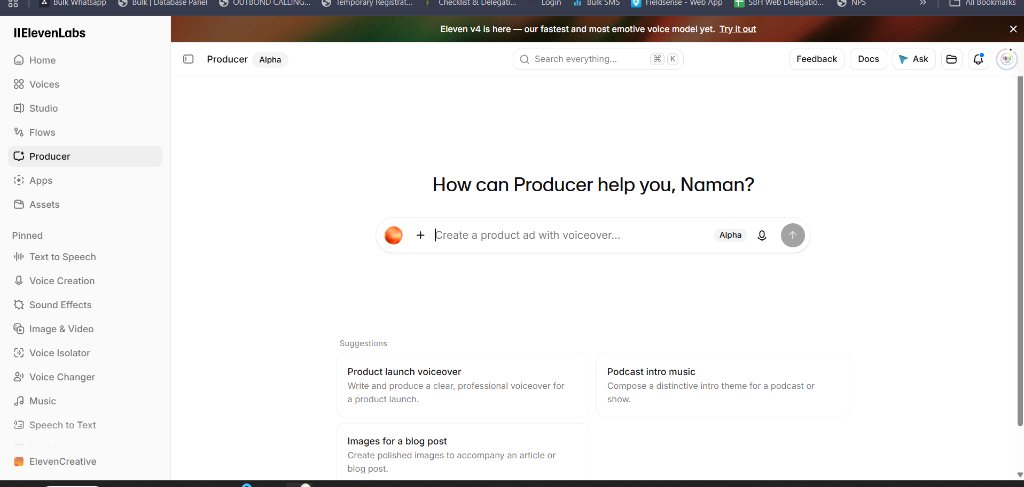 Bulk Whatsapp
Bulk | Database Panel
OUTBOND CALLING...
Temporary Registrat...
Checklist & Delegati...
Login
Bulk SMS
Fieldsense - Web App
SBH Web Delegatio...
NPS
»
All Bookmarks
IIElevenLabs
Eleven v4 is here — our fastest and most emotive voice model yet. Try it out
Home
Voices
Studio
Flows
Producer
Apps
Assets
Pinned
Text to Speech
Voice Creation
Sound Effects
Image & Video
Voice Isolator
Voice Changer
Music
Speech to Text
ElevenCreative
Producer Alpha
Search everything... ⌘ K
Feedback
Docs
Ask
How can Producer help you, Naman?
Create a product ad with voiceover...
Alpha
Suggestions
Product launch voiceover
Write and produce a clear, professional voiceover for
a product launch.
Podcast intro music
Compose a distinctive intro theme for a podcast or
show.
Images for a blog post
Create polished images to accompany an article or
blog post.